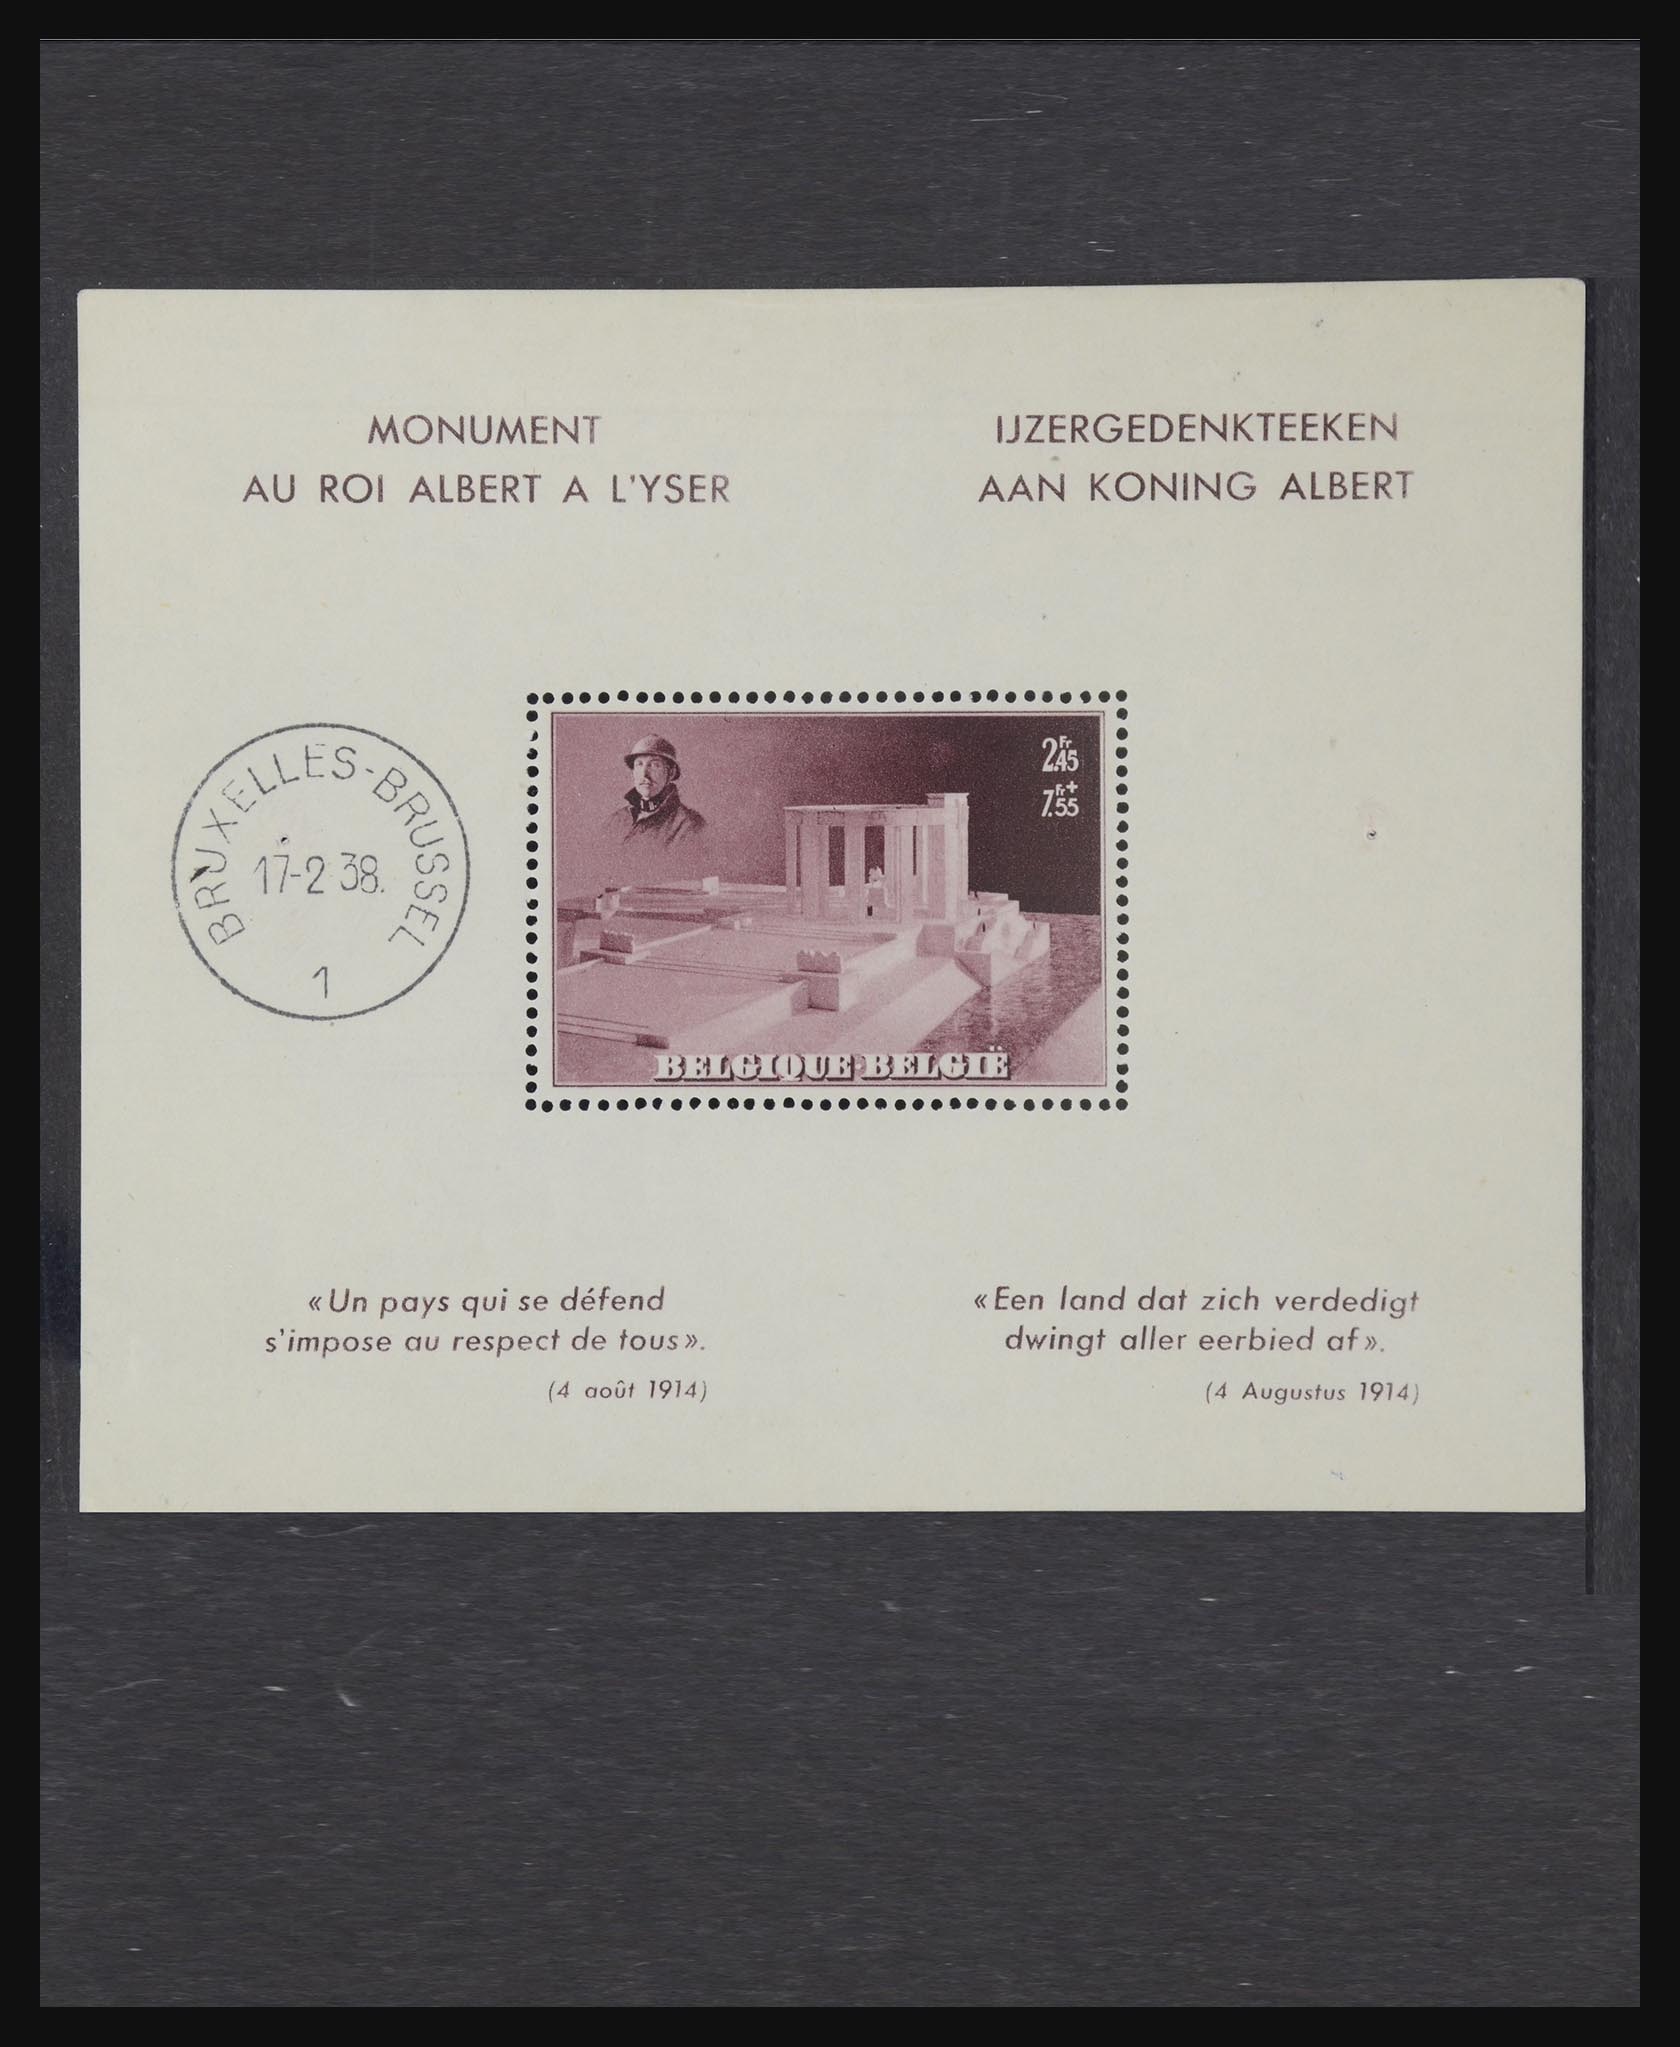 MONUMENT
AU ROI ALBERT A L'YSER
IJZERGEDENKTEEKEN
AAN KONING ALBERT
BRUXELLES-BRUSSEL
17-2 38.
1
2Fr.45
7Fr+.55
BELGIQUE·BELGIË
«Un pays qui se défend
s'impose au respect de tous».
(4 août 1914)
«Een land dat zich verdedigt
dwingt aller eerbied af».
(4 Augustus 1914)